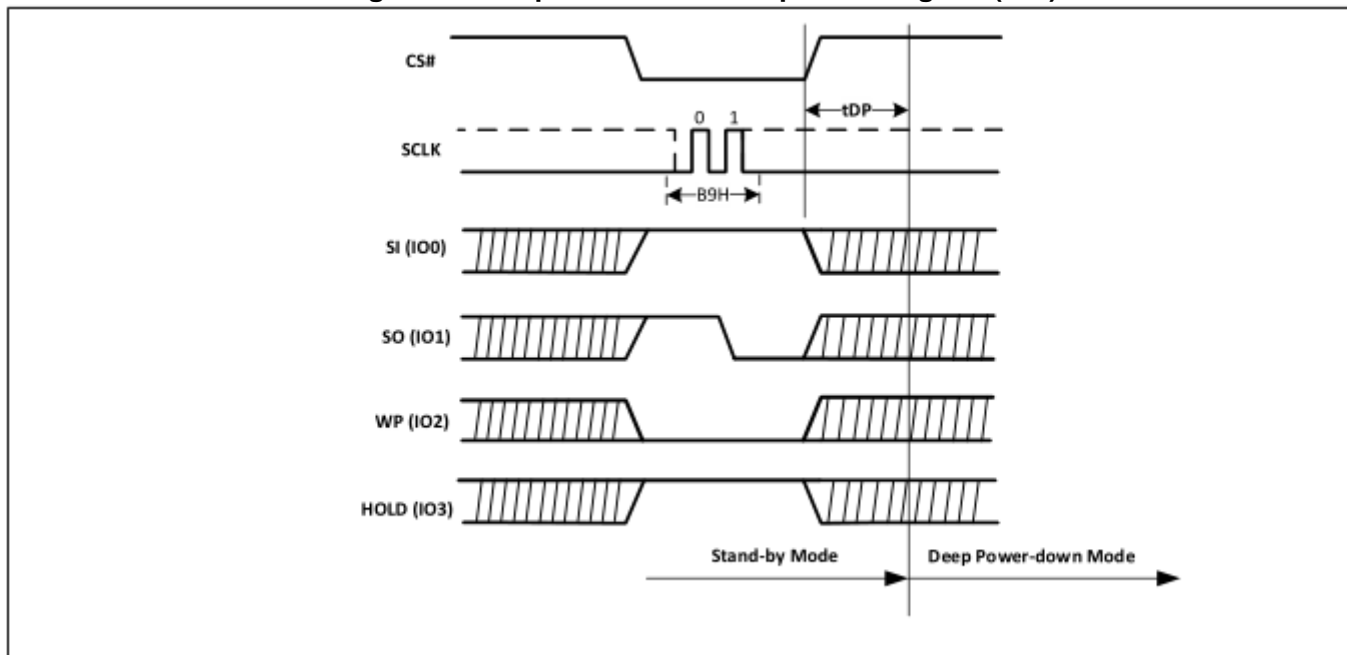 CS#
tDP
0 1
SCLK
B9H
SI (IO0)
SO (IO1)
WP (IO2)
HOLD (IO3)
Stand-by Mode Deep Power-down Mode